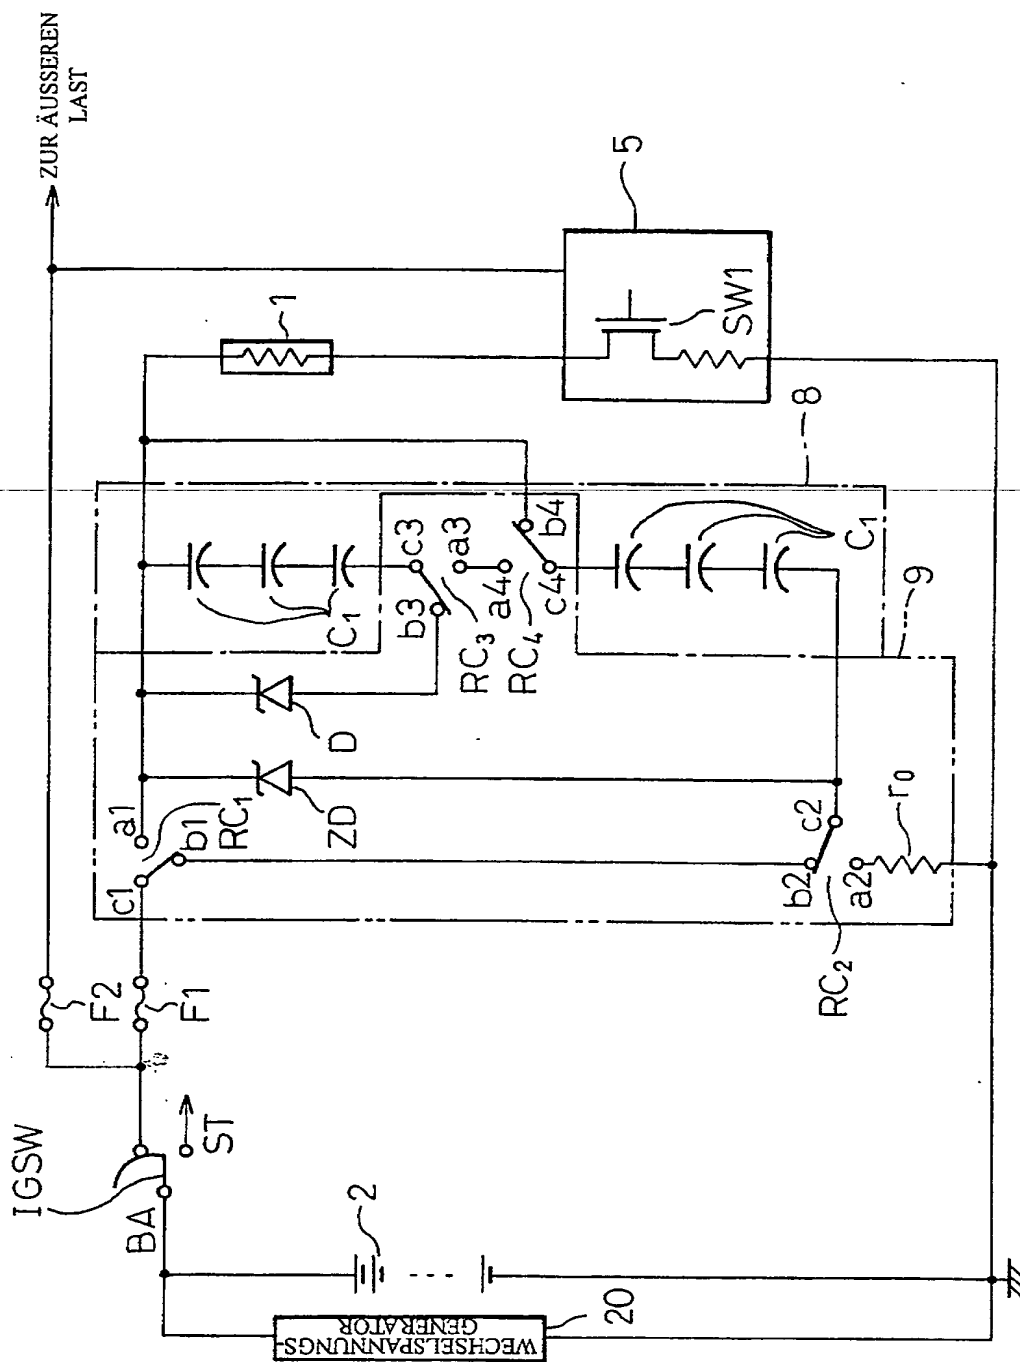 ZUR ÄUSSEREN
LAST
5
1
SW1
8
C1
9
b4
c4
a4
a3
c3
b3
C1
RC3
RC4
D
ZD
a1
RC1
b1
c1
c2
b2
a2
r0
RC2
F2
F1
IGSW
ST
BA
2
20
WECHSELSPANNUNGS-
GENERATOR